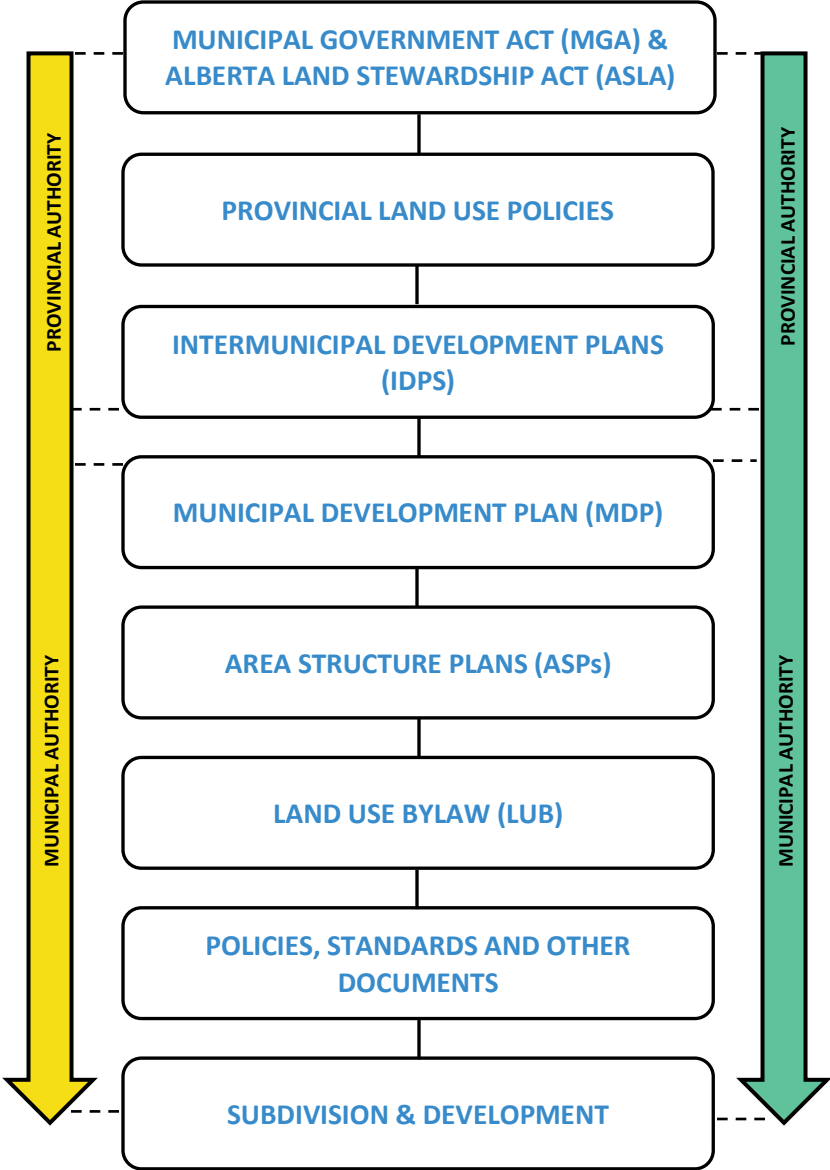 MUNICIPAL GOVERNMENT ACT (MGA) &
ALBERTA LAND STEWARDSHIP ACT (ASLA)
PROVINCIAL LAND USE POLICIES
INTERMUNICIPAL DEVELOPMENT PLANS
(IDPS)
MUNICIPAL DEVELOPMENT PLAN (MDP)
AREA STRUCTURE PLANS (ASPs)
LAND USE BYLAW (LUB)
POLICIES, STANDARDS AND OTHER
DOCUMENTS
SUBDIVISION & DEVELOPMENT
PROVINCIAL AUTHORITY
MUNICIPAL AUTHORITY
PROVINCIAL AUTHORITY
MUNICIPAL AUTHORITY